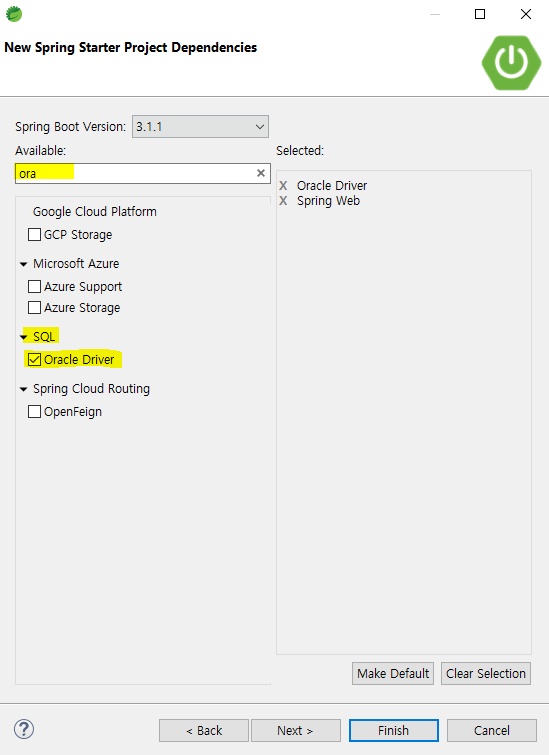 New Spring Starter Project Dependencies
Spring Boot Version: 3.1.1
Available:
ora
Google Cloud Platform
GCP Storage
Microsoft Azure
Azure Support
Azure Storage
SQL
Oracle Driver
Spring Cloud Routing
OpenFeign
Selected:
X Oracle Driver
X Spring Web
Make Default Clear Selection
? < Back Next > Finish Cancel